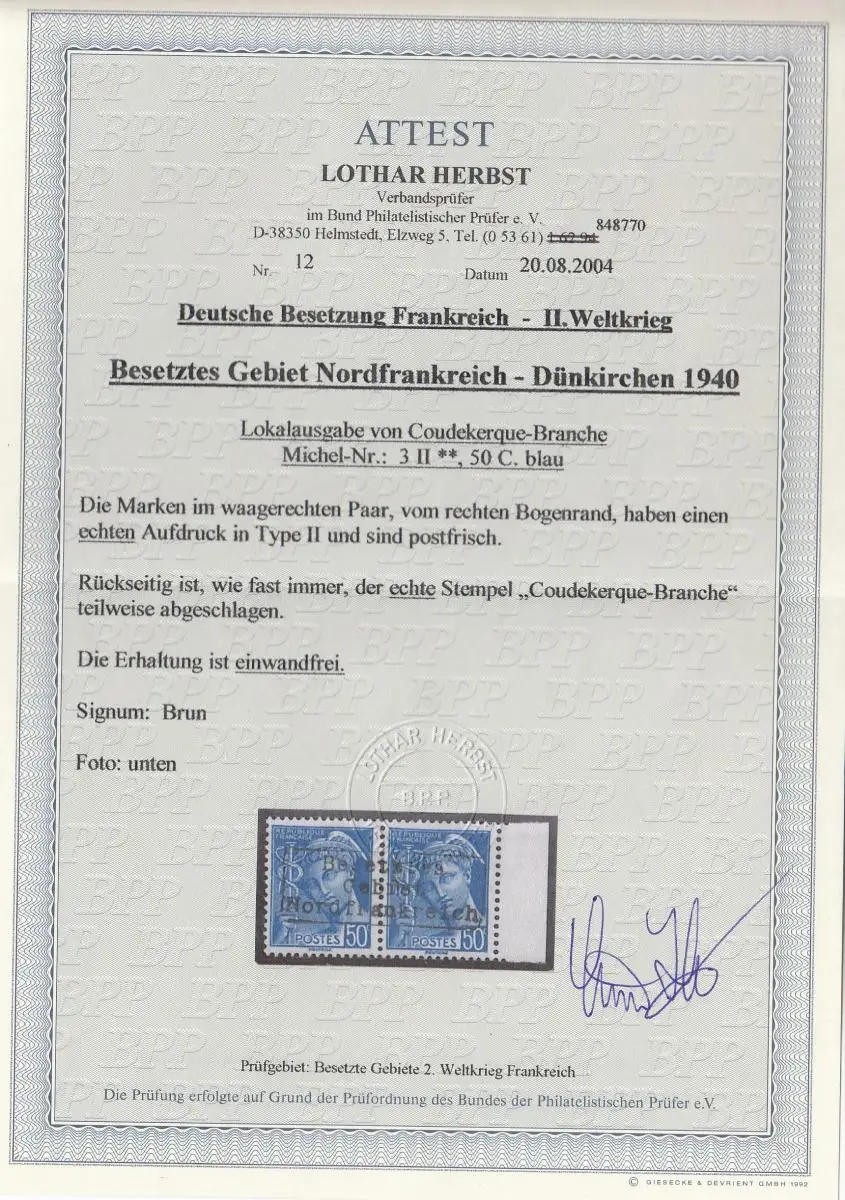 ATTEST
LOTHAR HERBST
Verbandsprüfer
im Bund Philatelistischer Prüfer e. V.
D-38350 Helmstedt, Elzweg 5, Tel. (0 53 61) 848770
Nr. 12 Datum 20.08.2004
Deutsche Besetzung Frankreich - II.Weltkrieg
Besetztes Gebiet Nordfrankreich - Dünkirchen 1940
Lokalausgabe von Coudekerque-Branche
Michel-Nr.: 3 II **, 50 C. blau
Die Marken im waagerechten Paar, vom rechten Bogenrand, haben einen
echten Aufdruck in Type II und sind postfrisch.
Rückseitig ist, wie fast immer, der echte Stempel „Coudekerque-Branche“
teilweise abgeschlagen.
Die Erhaltung ist einwandfrei.
Signum: Brun
Foto: unten
LOTHAR HERBST
B.P.P.
REPUBLIQUE FRANÇAISE REPUBLIQUE FRANÇAISE
Besetztes
Gebiet
Nordfrankreich
POSTES 50 POSTES 50
Prüfgebiet: Besetzte Gebiete 2. Weltkrieg Frankreich
Die Prüfung erfolgte auf Grund der Prüfordnung des Bundes der Philatelistischen Prüfer e.V.
© GIESECKE & DEVRIENT GMBH 1992